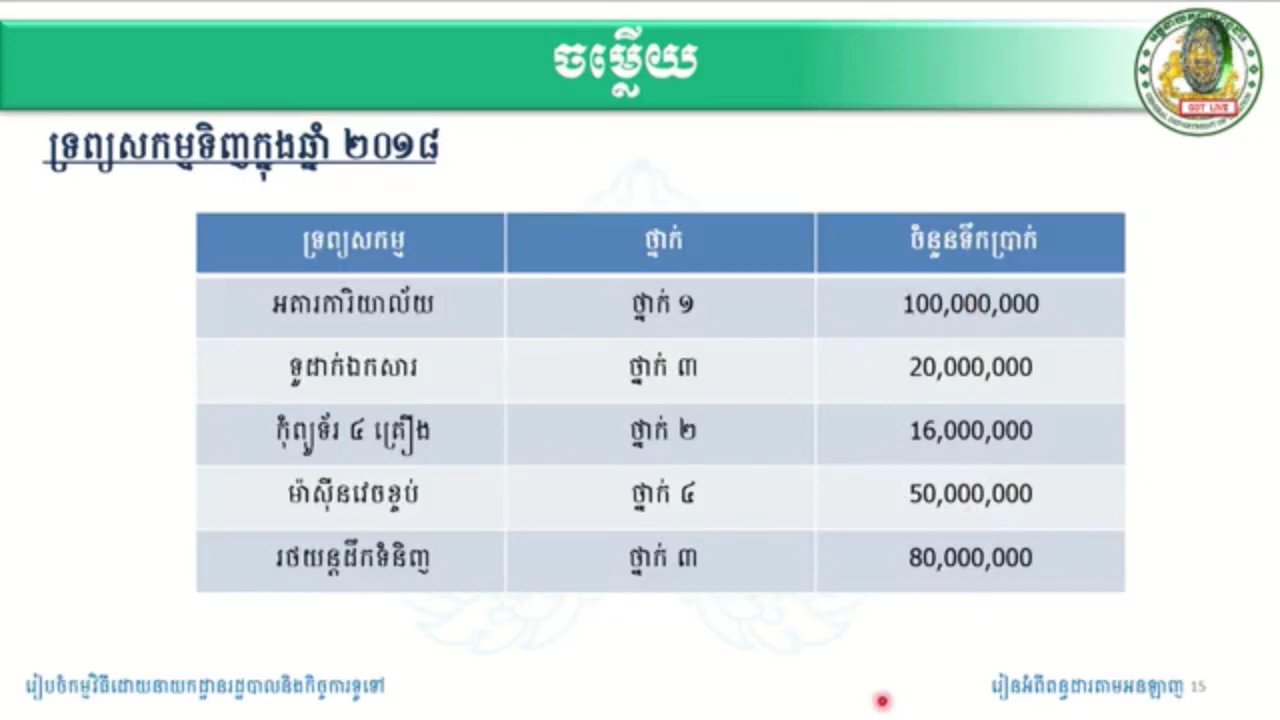 ចម្លើយ
GDT LIVE
ទ្រព្យសកម្មទិញក្នុងឆ្នាំ ២០១៨
ទ្រព្យសកម្ម ថ្នាក់ ចំនួនទឹកប្រាក់
អគារការិយាល័យ ថ្នាក់ ១ 100,000,000
ទូដាក់ឯកសារ ថ្នាក់ ៣ 20,000,000
កុំព្យូទ័រ ៤ គ្រឿង ថ្នាក់ ២ 16,000,000
ម៉ាស៊ីនវេចខ្ចប់ ថ្នាក់ ៤ 50,000,000
រថយន្តដឹកទំនិញ ថ្នាក់ ៣ 80,000,000
រៀបចំកម្មវិធីដោយនាយកដ្ឋានរដ្ឋបាលនិងកិច្ចការទូទៅ
រៀនអំពីពន្ធដារតាមអនឡាញ 15